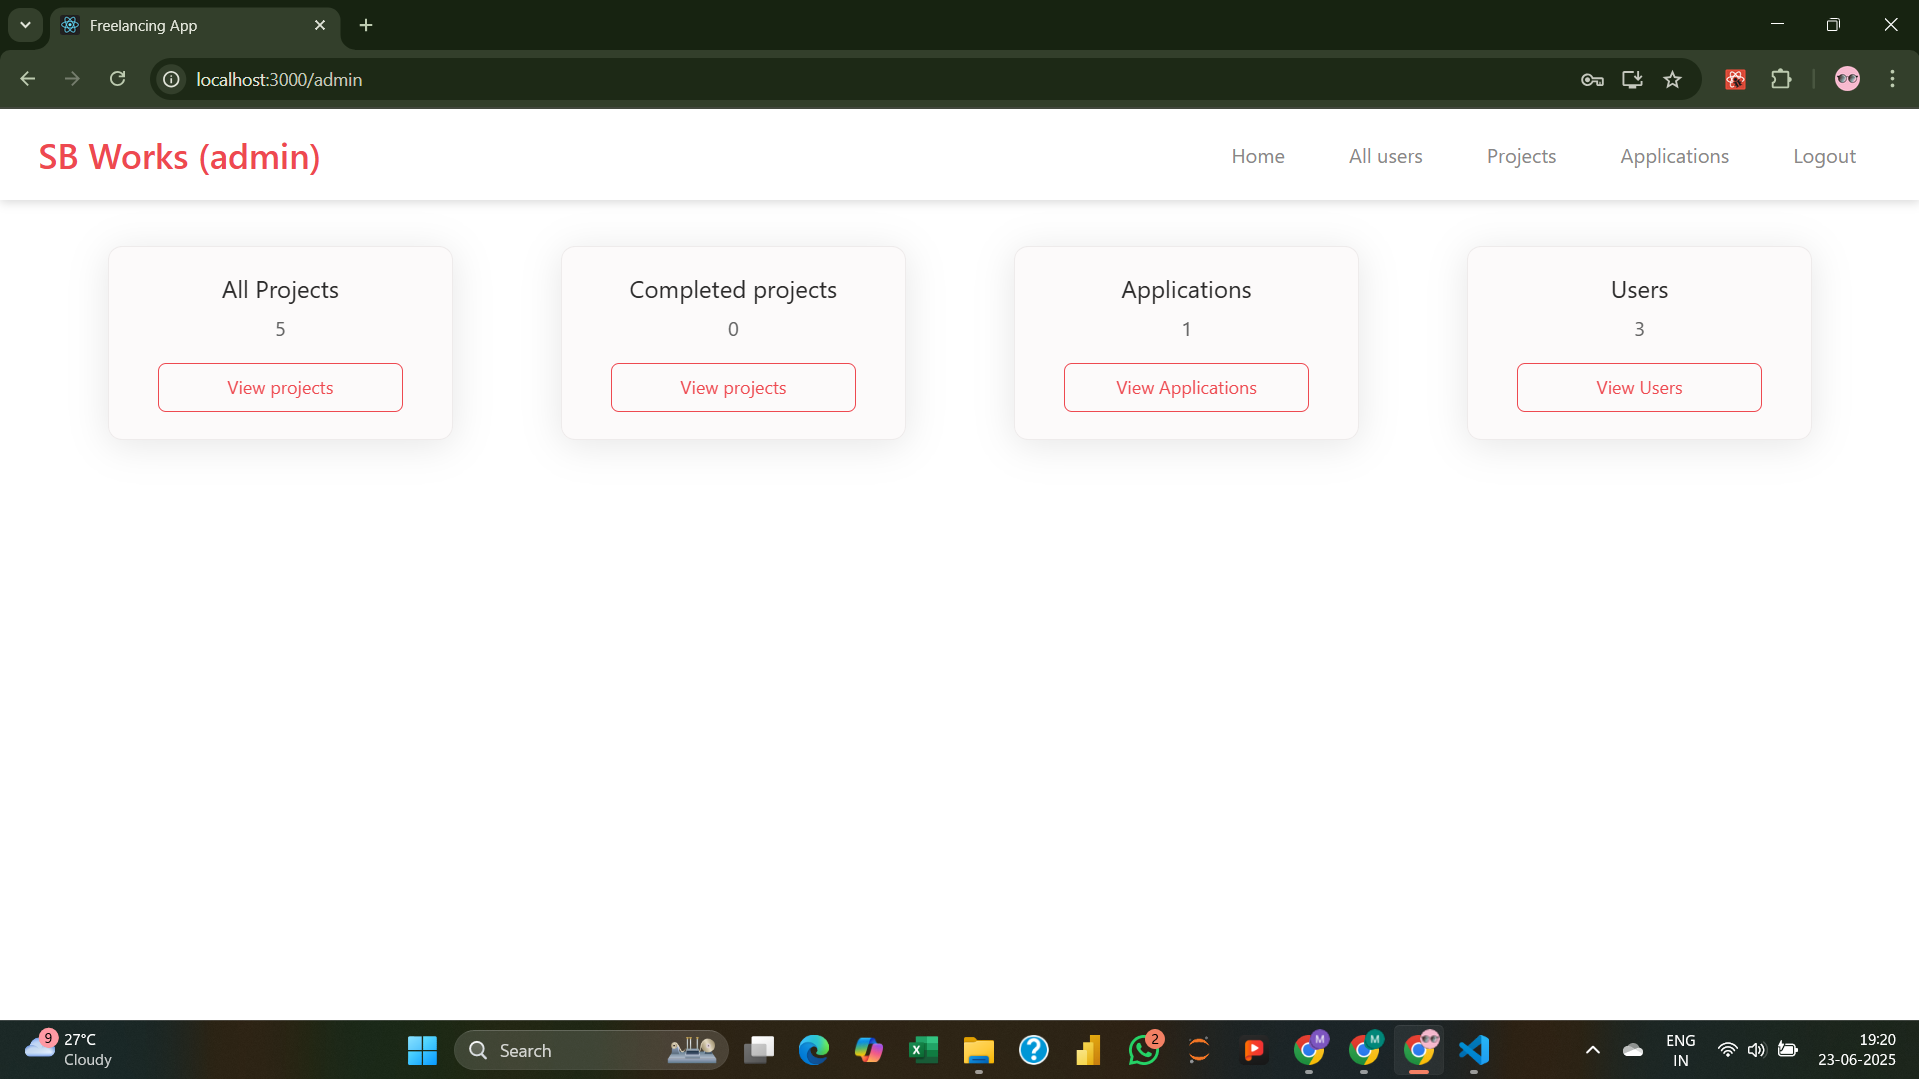 Freelancing App
localhost:3000/admin
SB Works (admin)
Home
All users
Projects
Applications
Logout
All Projects
5
View projects
Completed projects
0
View projects
Applications
1
View Applications
Users
3
View Users
9
27°C
Cloudy
Search
2
M
M
ENG
IN
19:20
23-06-2025